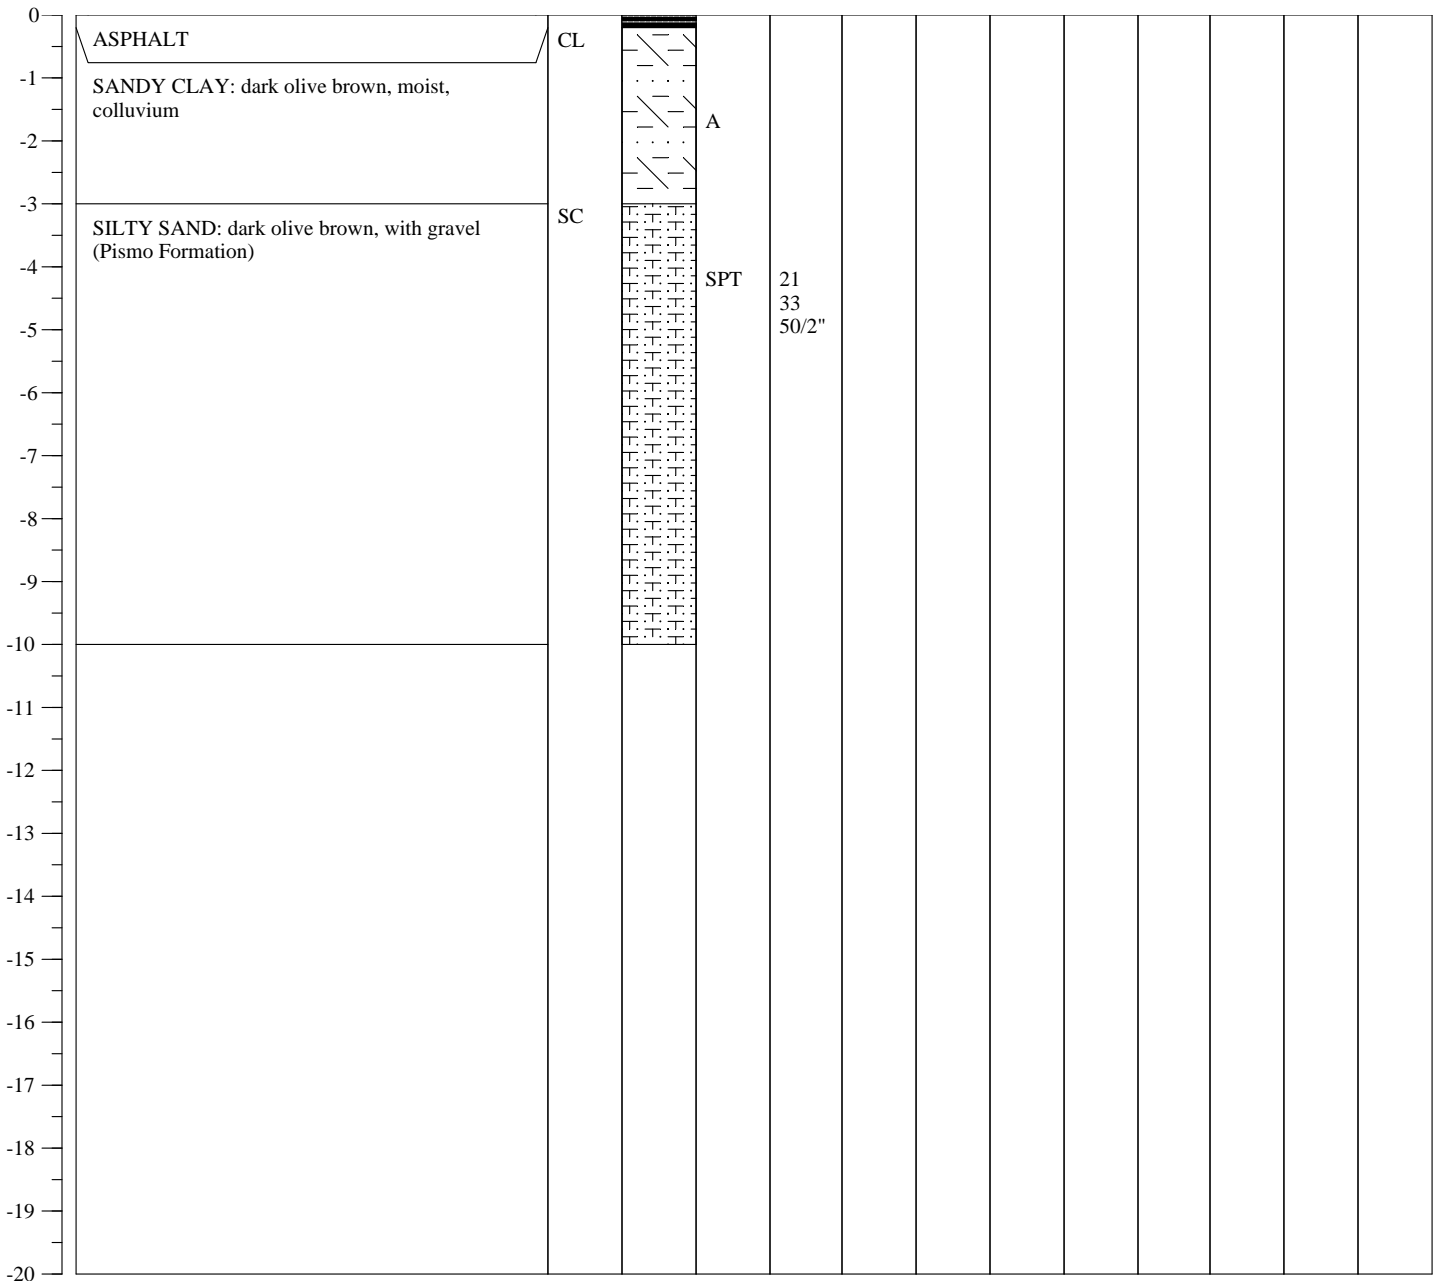 0
ASPHALT
CL
-1
SANDY CLAY: dark olive brown, moist,
colluvium
A
-2
-3
SC
SILTY SAND: dark olive brown, with gravel
(Pismo Formation)
-4
SPT
21
33
50/2"
-5
-6
-7
-8
-9
-10
-11
-12
-13
-14
-15
-16
-17
-18
-19
-20